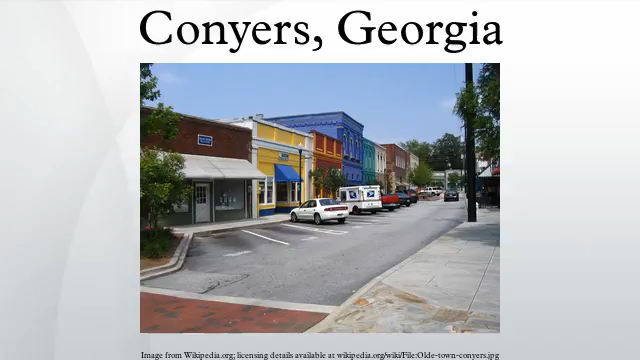 Conyers, Georgia
Image from Wikipedia.org; licensing details available at wikipedia.org/wiki/File:Olde-town-conyers.jpg